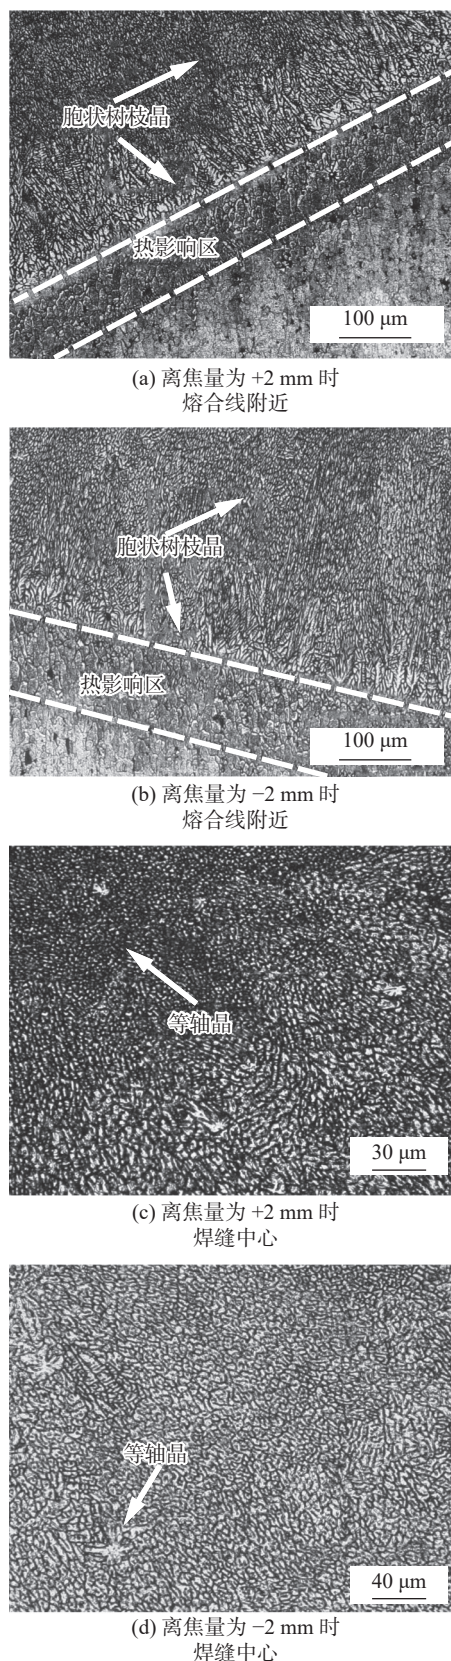 胞状树枝晶
热影响区
100 μm
(a) 离焦量为 +2 mm 时
熔合线附近
胞状树枝晶
热影响区
100 μm
(b) 离焦量为 −2 mm 时
熔合线附近
等轴晶
30 μm
(c) 离焦量为 +2 mm 时
焊缝中心
等轴晶
40 μm
(d) 离焦量为 −2 mm 时
焊缝中心